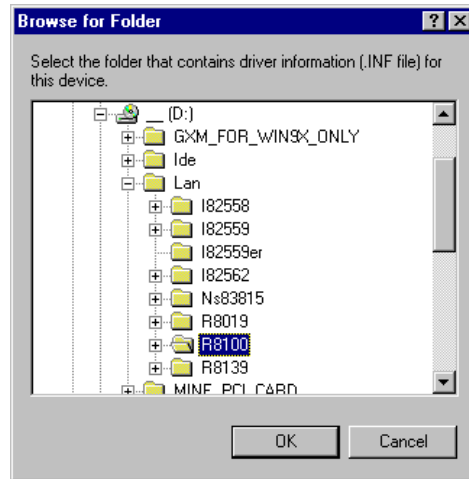 Browse for Folder
Select the folder that contains driver information (.INF file) for
this device.
__ (D:)
GXM_FOR_WIN9X_ONLY
Ide
Lan
I82558
I82559
I82559er
I82562
Ns83815
R8019
R8100
R8139
MINE_PCI_CARD
OK Cancel